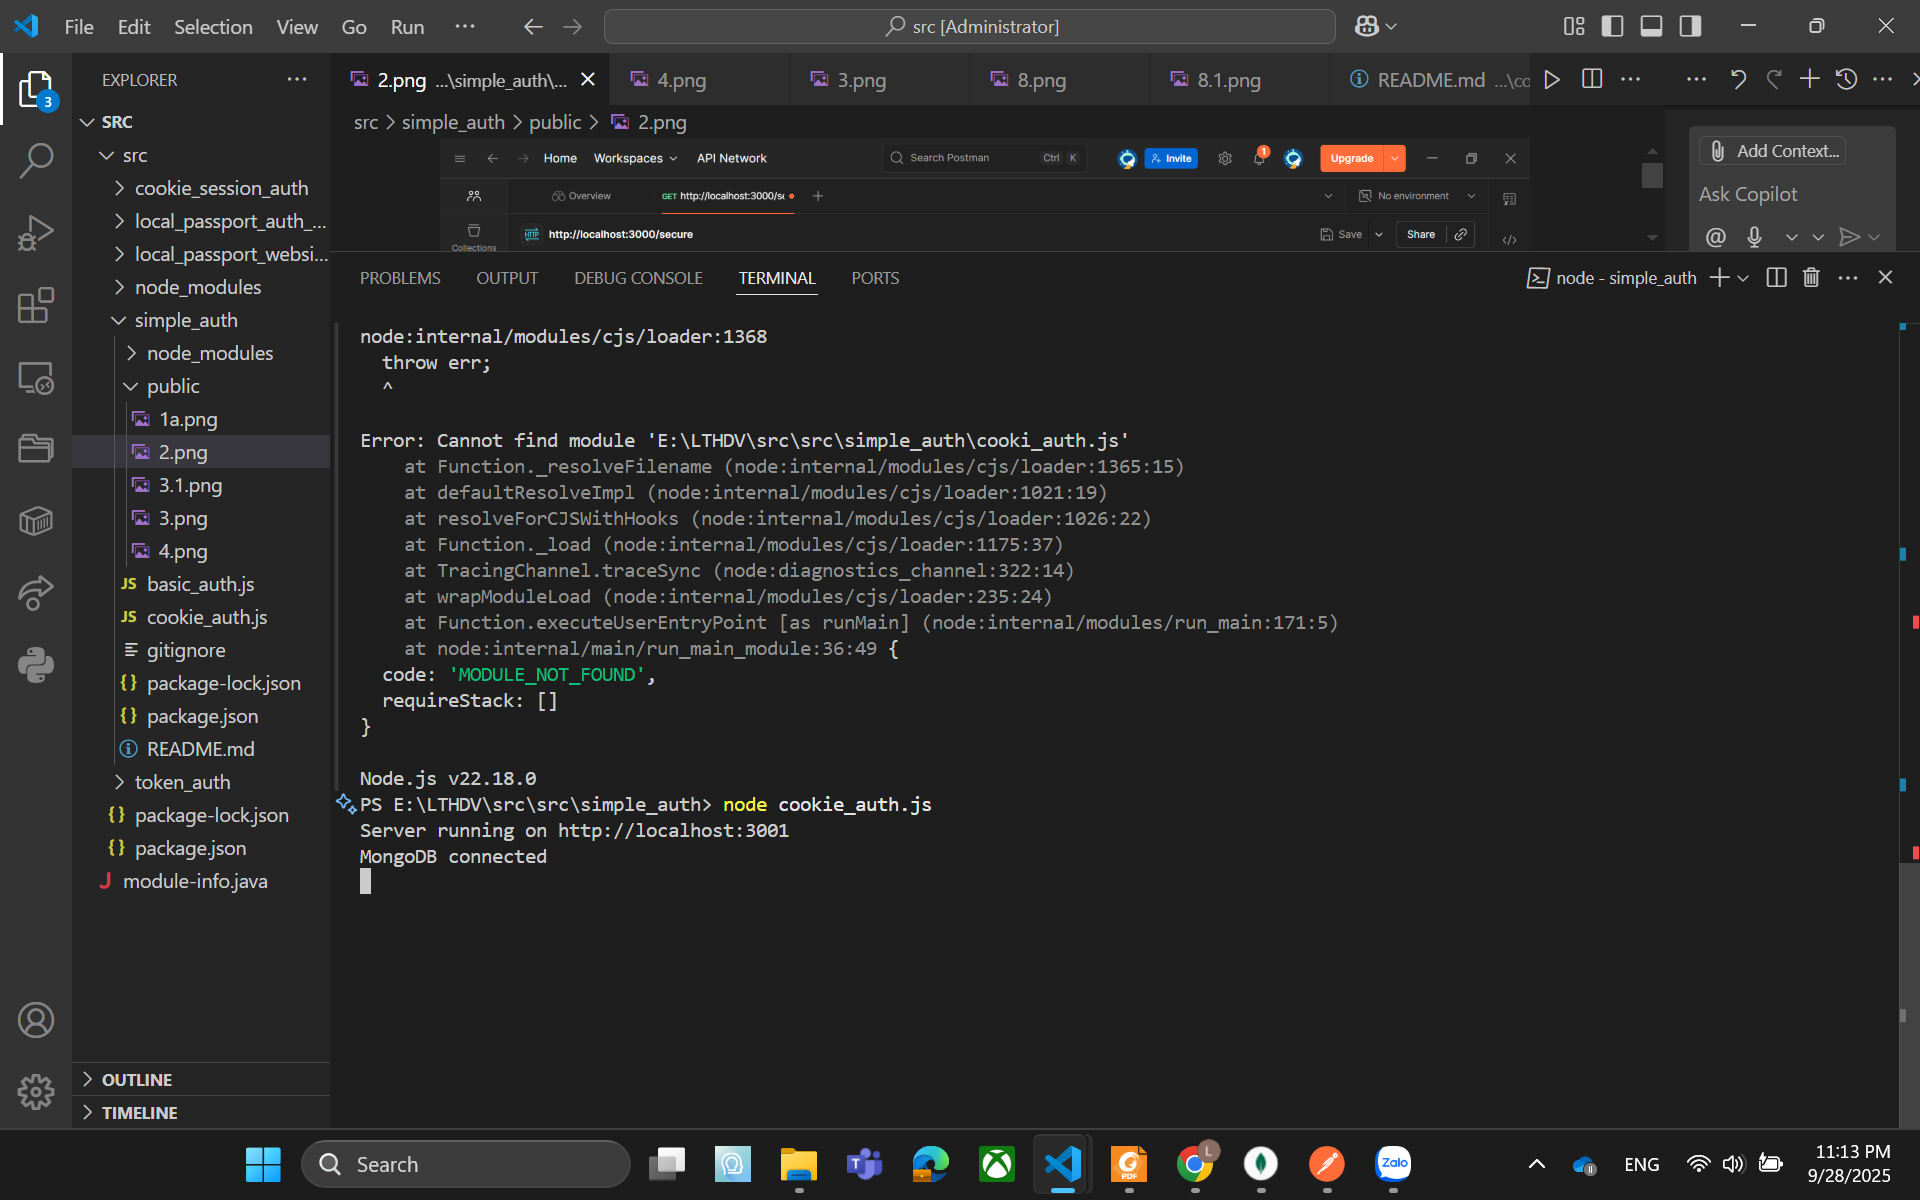 File Edit Selection View Go Run ··· src [Administrator]
EXPLORER ···
2.png ...\simple_auth\... 4.png 3.png 8.png 8.1.png README.md ...\co
3
SRC
src
cookie_session_auth
local_passport_auth_...
local_passport_websi...
node_modules
simple_auth
node_modules
public
1a.png
2.png
3.1.png
3.png
4.png
JS basic_auth.js
JS cookie_auth.js
gitignore
{} package-lock.json
{} package.json
README.md
token_auth
{} package-lock.json
{} package.json
J module-info.java
OUTLINE
TIMELINE
src > simple_auth > public > 2.png
Home Workspaces API Network Search Postman Ctrl K Invite 1 Upgrade
Overview GET http://localhost:3000/se No environment
Collections HTTP http://localhost:3000/secure Save Share
Add Context...
Ask Copilot
PROBLEMS OUTPUT DEBUG CONSOLE TERMINAL PORTS node - simple_auth
node:internal/modules/cjs/loader:1368
throw err;
^
Error: Cannot find module 'E:\LTHDV\src\src\simple_auth\cooki_auth.js'
at Function._resolveFilename (node:internal/modules/cjs/loader:1365:15)
at defaultResolveImpl (node:internal/modules/cjs/loader:1021:19)
at resolveForCJSWithHooks (node:internal/modules/cjs/loader:1026:22)
at Function._load (node:internal/modules/cjs/loader:1175:37)
at TracingChannel.traceSync (node:diagnostics_channel:322:14)
at wrapModuleLoad (node:internal/modules/cjs/loader:235:24)
at Function.executeUserEntryPoint [as runMain] (node:internal/modules/run_main:171:5)
at node:internal/main/run_main_module:36:49 {
code: 'MODULE_NOT_FOUND',
requireStack: []
}
Node.js v22.18.0
PS E:\LTHDV\src\src\simple_auth> node cookie_auth.js
Server running on http://localhost:3001
MongoDB connected
Search
PDF
L
Zalo
ENG
11:13 PM
9/28/2025